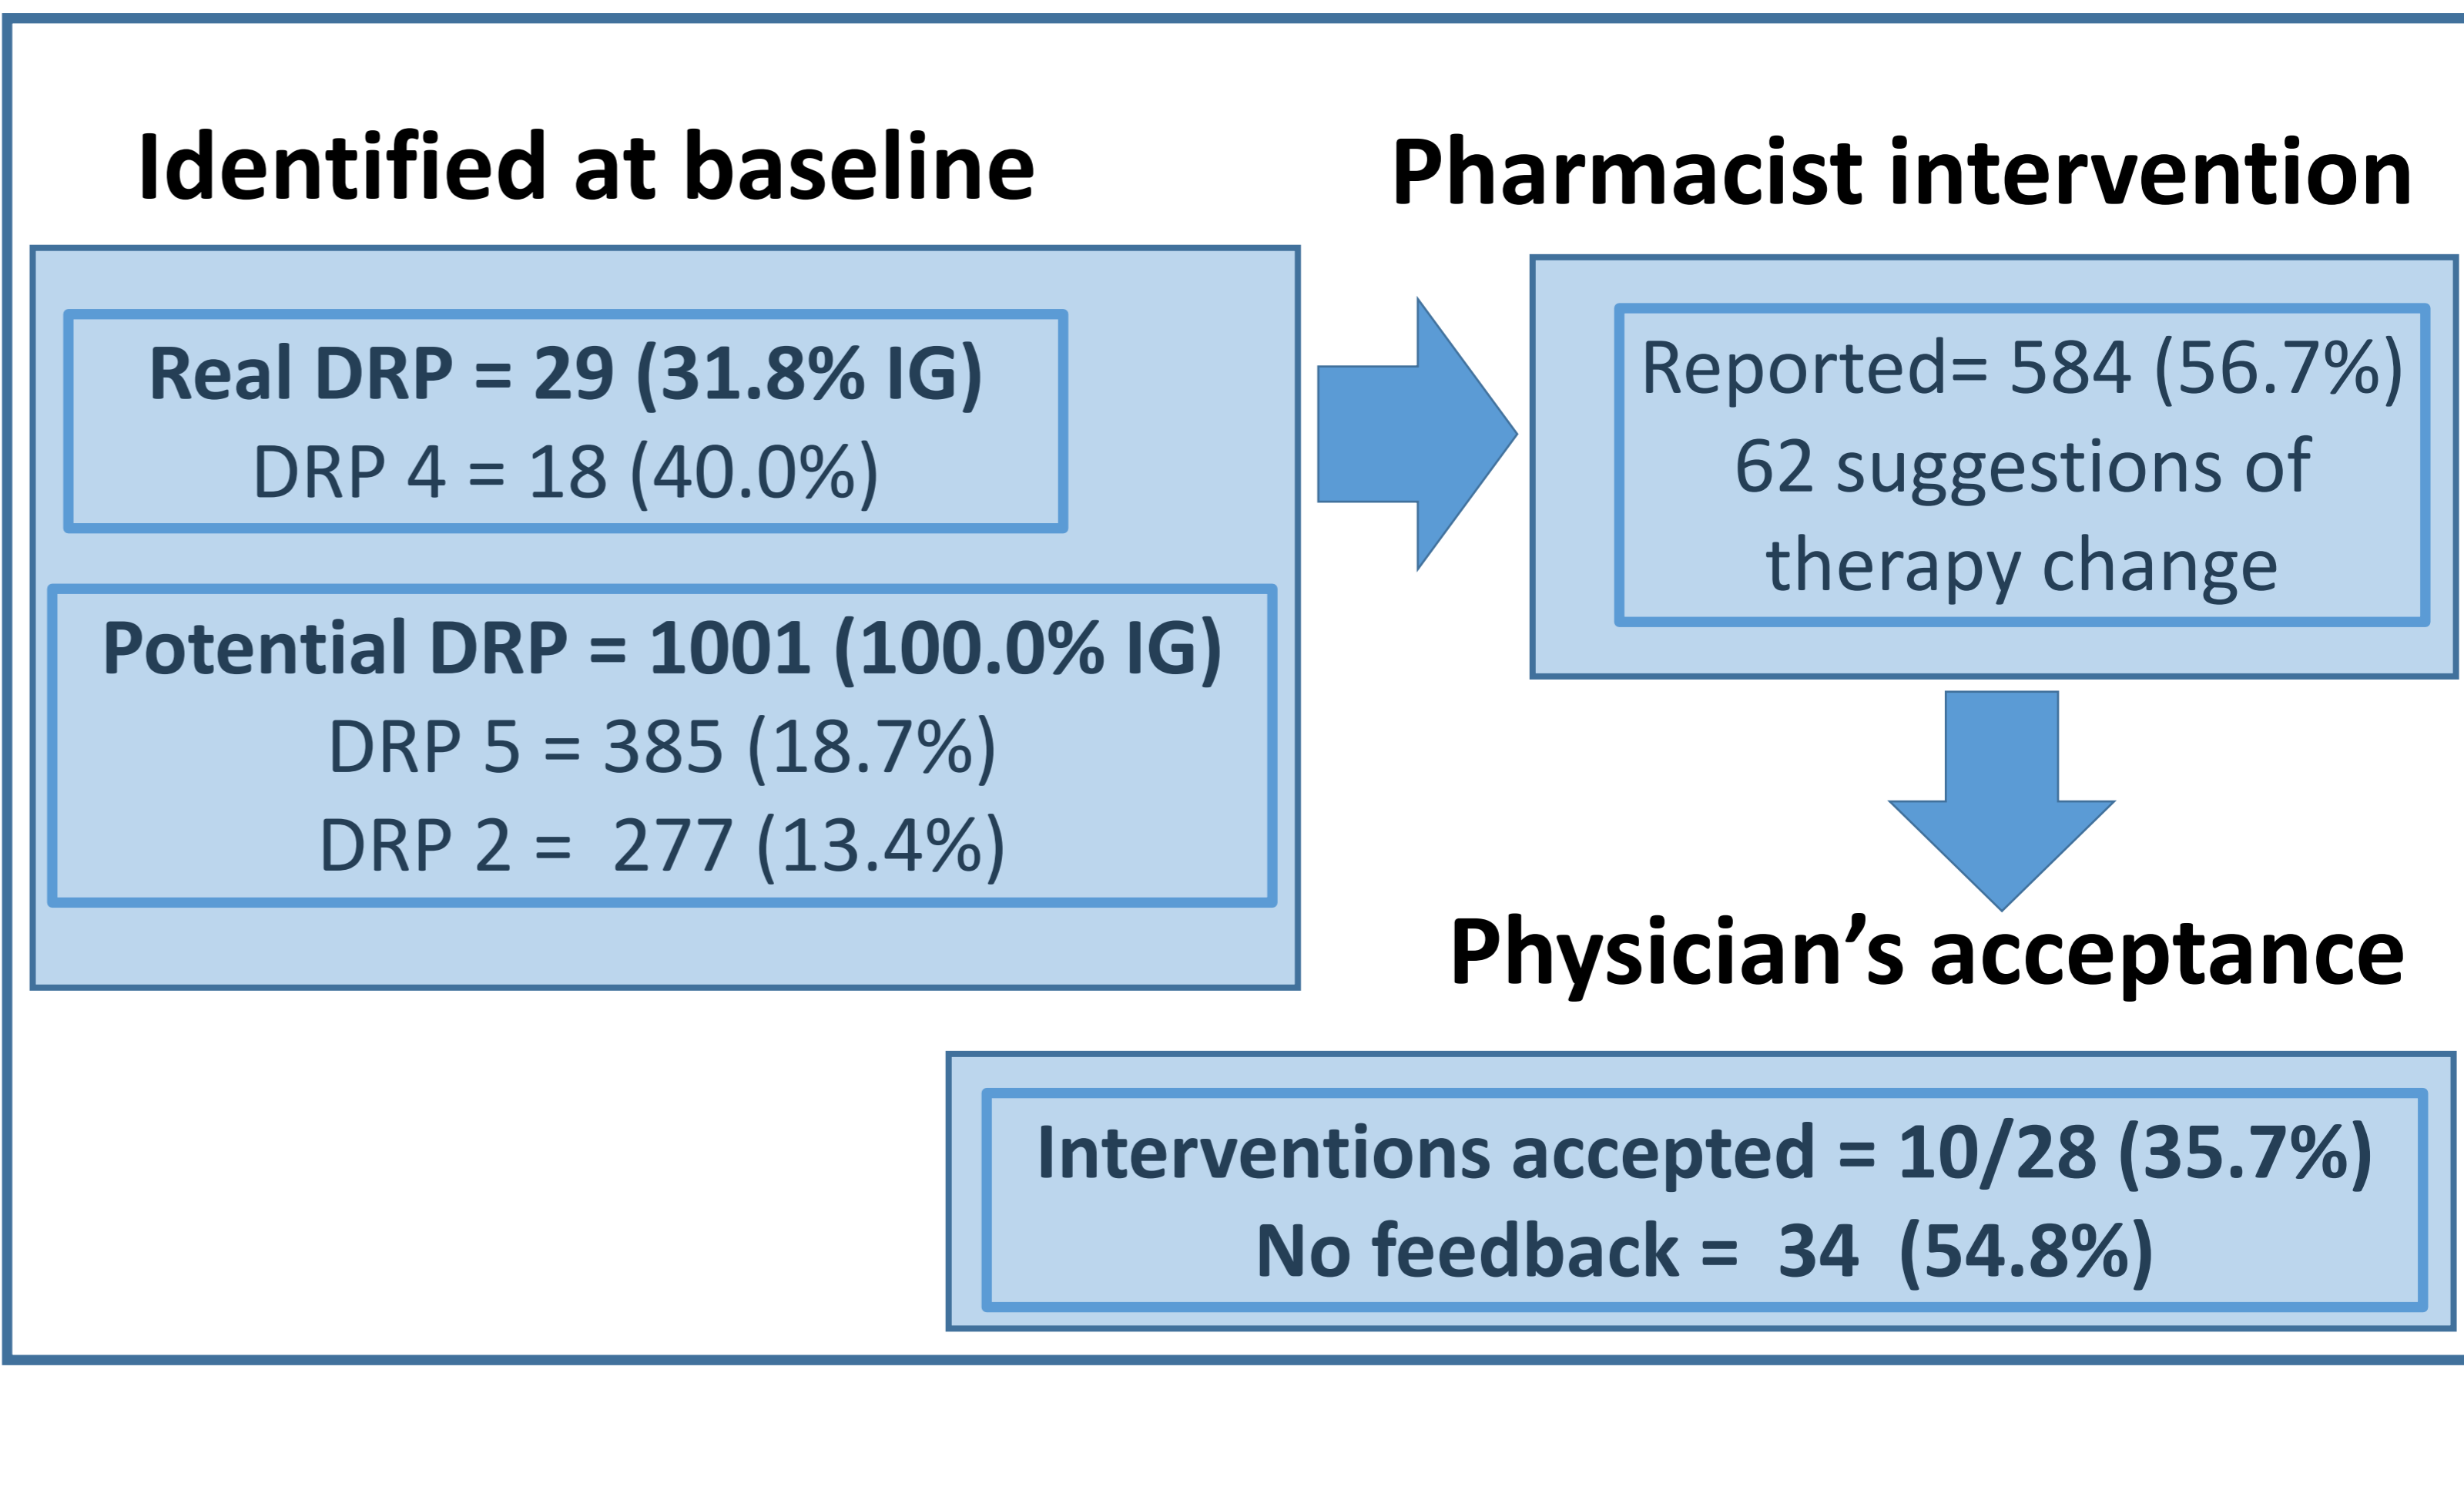 Identified at baseline
Real DRP = 29 (31.8% IG)
DRP 4 = 18 (40.0%)
Potential DRP = 1001 (100.0% IG)
DRP 5 = 385 (18.7%)
DRP 2 = 277 (13.4%)
Pharmacist intervention
Reported= 584 (56.7%)
62 suggestions of
therapy change
Physician’s acceptance
Interventions accepted = 10/28 (35.7%)
No feedback = 34 (54.8%)